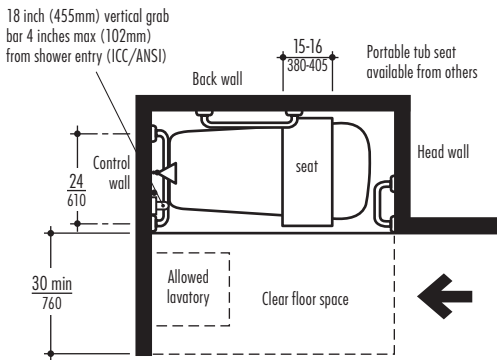 18 inch (455mm) vertical grab
bar 4 inches max (102mm)
from shower entry (ICC/ANSI)
15-16
380-405
Portable tub seat
available from others
Back wall
24
610
Control
wall
seat
Head wall
30 min
760
Allowed
lavatory
Clear floor space